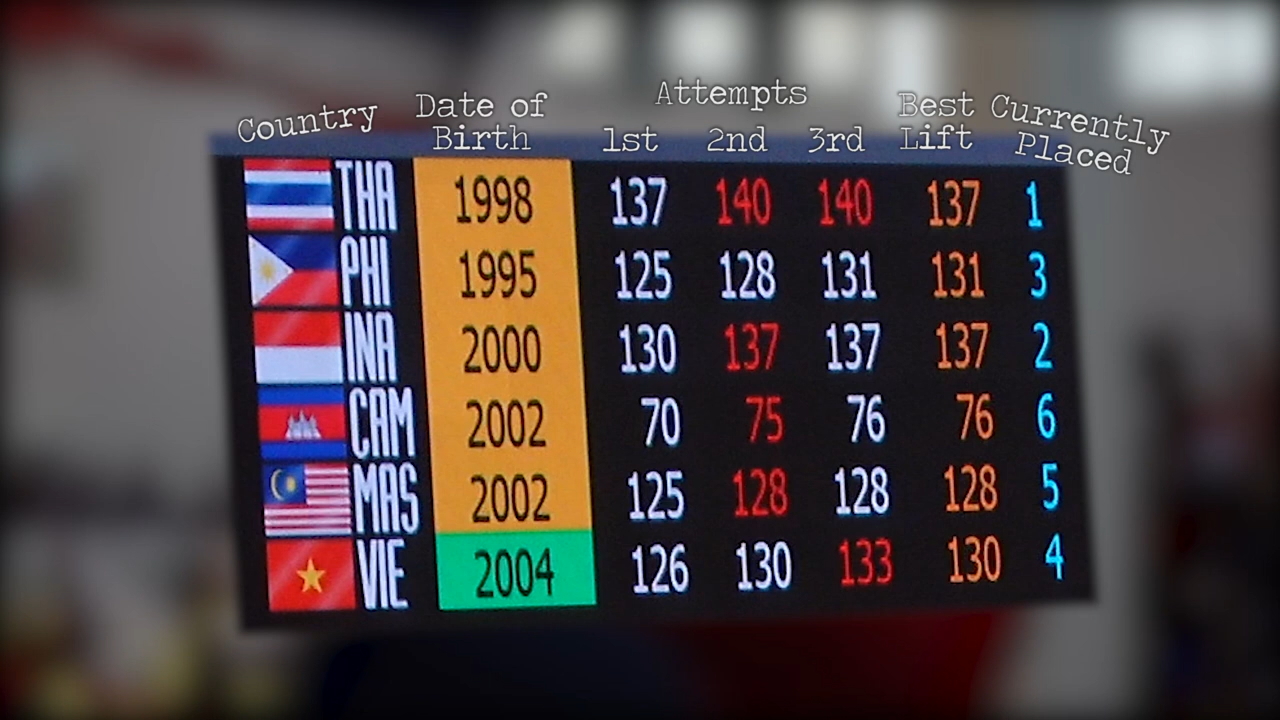 Country Date of Birth Attempts Best Lift Currently Placed
1st 2nd 3rd
THA 1998 137 140 140 137 1
PHI 1995 125 128 131 131 3
INA 2000 130 137 137 137 2
CAM 2002 70 75 76 76 6
MAS 2002 125 128 128 128 5
VIE 2004 126 130 133 130 4